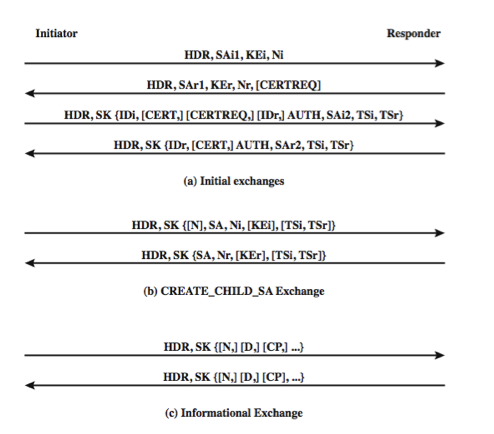 Initiator Responder
HDR, SAi1, KEi, Ni
HDR, SAr1, KEr, Nr, [CERTREQ]
HDR, SK {IDi, [CERT,] [CERTREQ,] [IDr,] AUTH, SAi2, TSi, TSr}
HDR, SK {IDr, [CERT,] AUTH, SAr2, TSi, TSr}
(a) Initial exchanges
HDR, SK {[N], SA, Ni, [KEi], [TSi, TSr]}
HDR, SK {SA, Nr, [KEr], [TSi, TSr]}
(b) CREATE_CHILD_SA Exchange
HDR, SK {[N,] [D,] [CP,] ...}
HDR, SK {[N,] [D,] [CP], ...}
(c) Informational Exchange